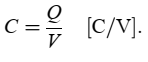 C = Q/V [C/V].